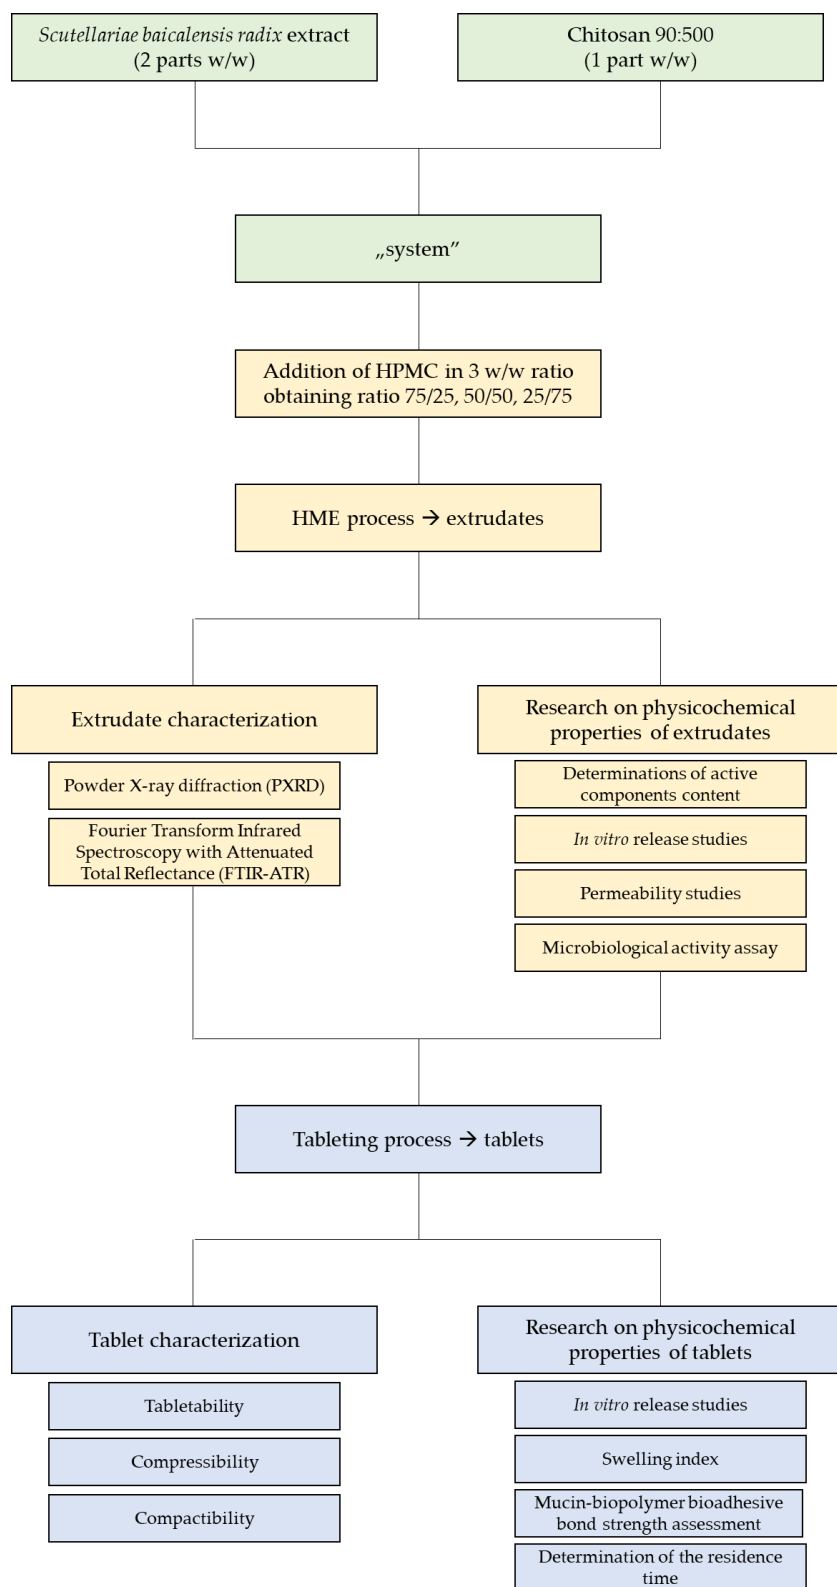 Scutellariae baicalensis radix extract
(2 parts w/w)
Chitosan 90:500
(1 part w/w)
„system”
Addition of HPMC in 3 w/w ratio
obtaining ratio 75/25, 50/50, 25/75
HME process → extrudates
Extrudate characterization
Powder X-ray diffraction (PXRD)
Fourier Transform Infrared
Spectroscopy with Attenuated
Total Reflectance (FTIR-ATR)
Research on physicochemical
properties of extrudates
Determinations of active
components content
In vitro release studies
Permeability studies
Microbiological activity assay
Tableting process → tablets
Tablet characterization
Tabletability
Compressibility
Compactibility
Research on physicochemical
properties of tablets
In vitro release studies
Swelling index
Mucin-biopolymer bioadhesive
bond strength assessment
Determination of the residence
time